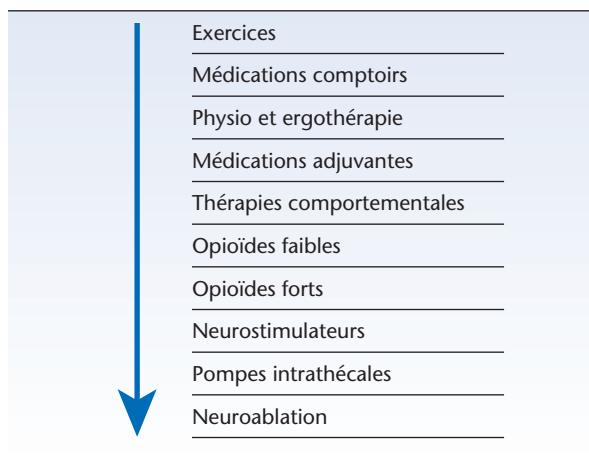 Exercices
Médications comptoirs
Physio et ergothérapie
Médications adjuvantes
Thérapies comportementales
Opioïdes faibles
Opioïdes forts
Neurostimulateurs
Pompes intrathécales
Neuroablation